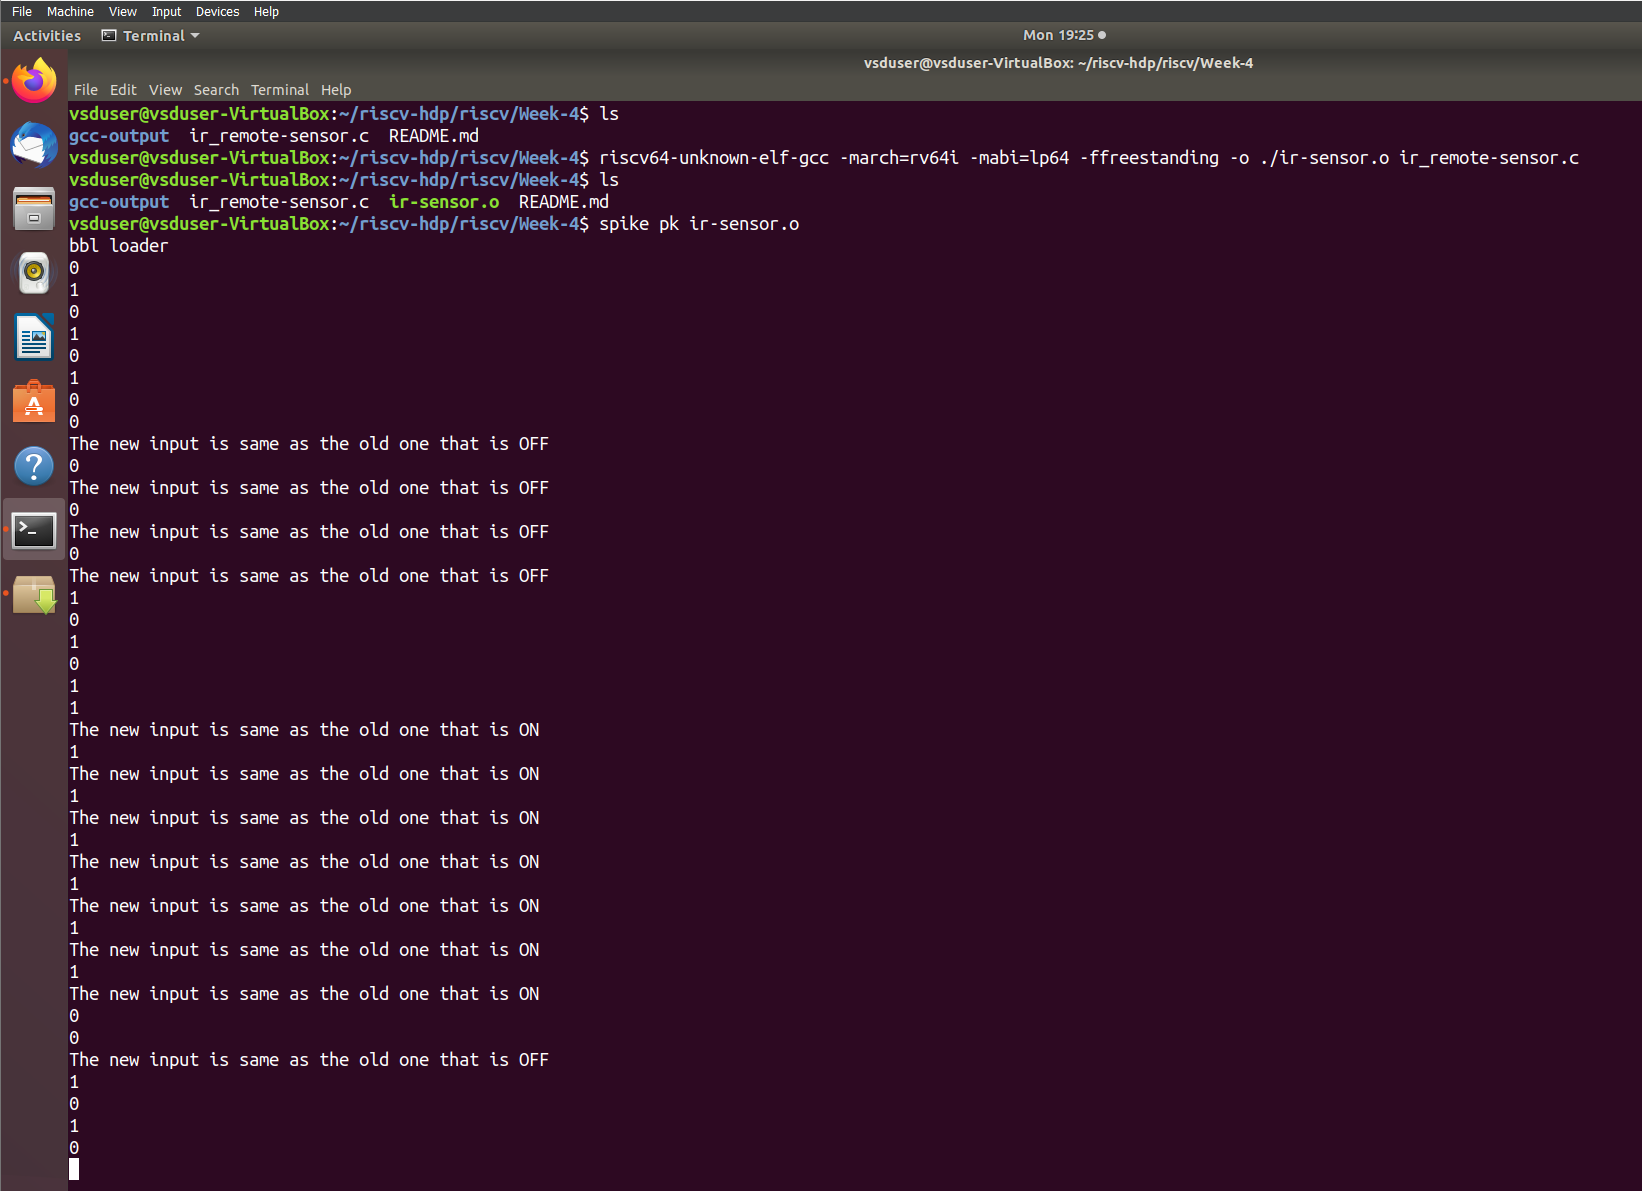 File Machine View Input Devices Help
Activities Terminal Mon 19:25
vsduser@vsduser-VirtualBox: ~/riscv-hdp/riscv/Week-4
File Edit View Search Terminal Help
vsduser@vsduser-VirtualBox:~/riscv-hdp/riscv/Week-4$ ls
gcc-output ir_remote-sensor.c README.md
vsduser@vsduser-VirtualBox:~/riscv-hdp/riscv/Week-4$ riscv64-unknown-elf-gcc -march=rv64i -mabi=lp64 -ffreestanding -o ./ir-sensor.o ir_remote-sensor.c
vsduser@vsduser-VirtualBox:~/riscv-hdp/riscv/Week-4$ ls
gcc-output ir_remote-sensor.c ir-sensor.o README.md
vsduser@vsduser-VirtualBox:~/riscv-hdp/riscv/Week-4$ spike pk ir-sensor.o
bbl loader
0
1
0
1
0
1
0
0
The new input is same as the old one that is OFF
0
The new input is same as the old one that is OFF
0
The new input is same as the old one that is OFF
0
The new input is same as the old one that is OFF
1
0
1
0
1
1
The new input is same as the old one that is ON
1
The new input is same as the old one that is ON
1
The new input is same as the old one that is ON
1
The new input is same as the old one that is ON
1
The new input is same as the old one that is ON
1
The new input is same as the old one that is ON
1
The new input is same as the old one that is ON
0
0
The new input is same as the old one that is OFF
1
0
1
0